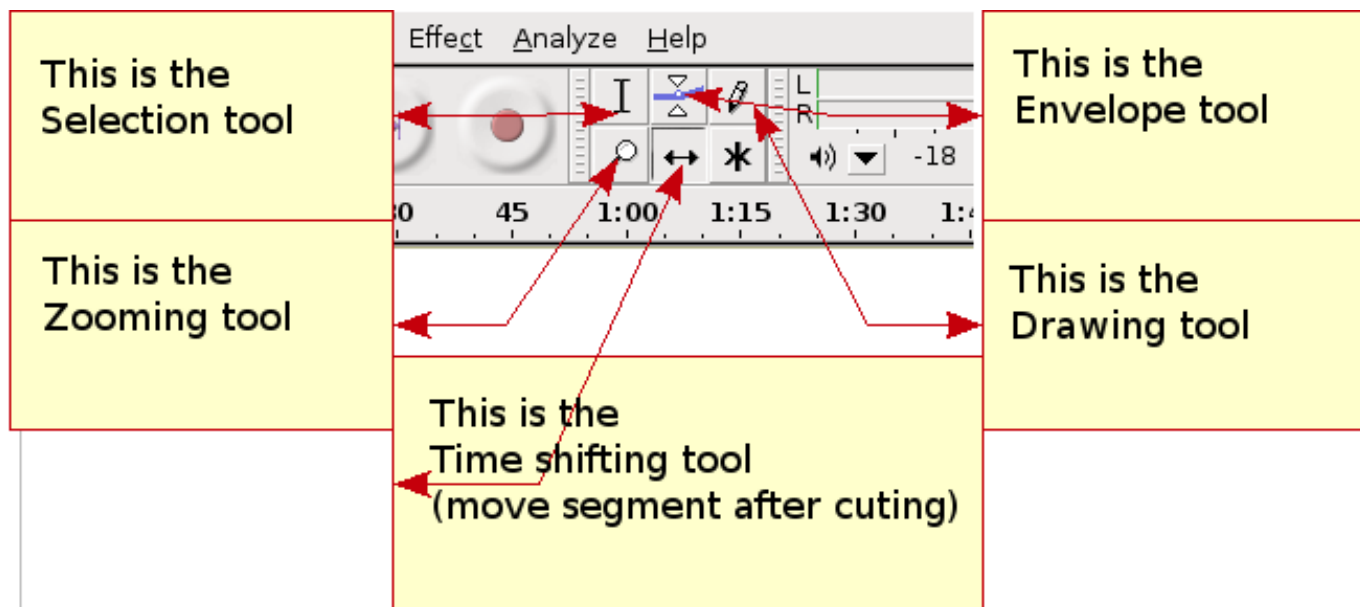 This is the
Selection tool
Effect Analyze Help
This is the
Envelope tool
L
R
-18
45 1:00 1:15 1:30
This is the
Zooming tool
This is the
Drawing tool
This is the
Time shifting tool
(move segment after cuting)